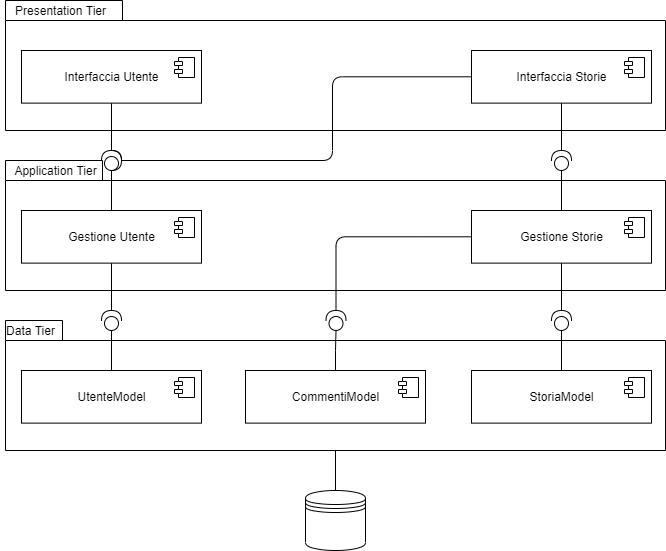 Presentation Tier
Interfaccia Utente
Interfaccia Storie
Application Tier
Gestione Utente
Gestione Storie
Data Tier
UtenteModel
CommentiModel
StoriaModel